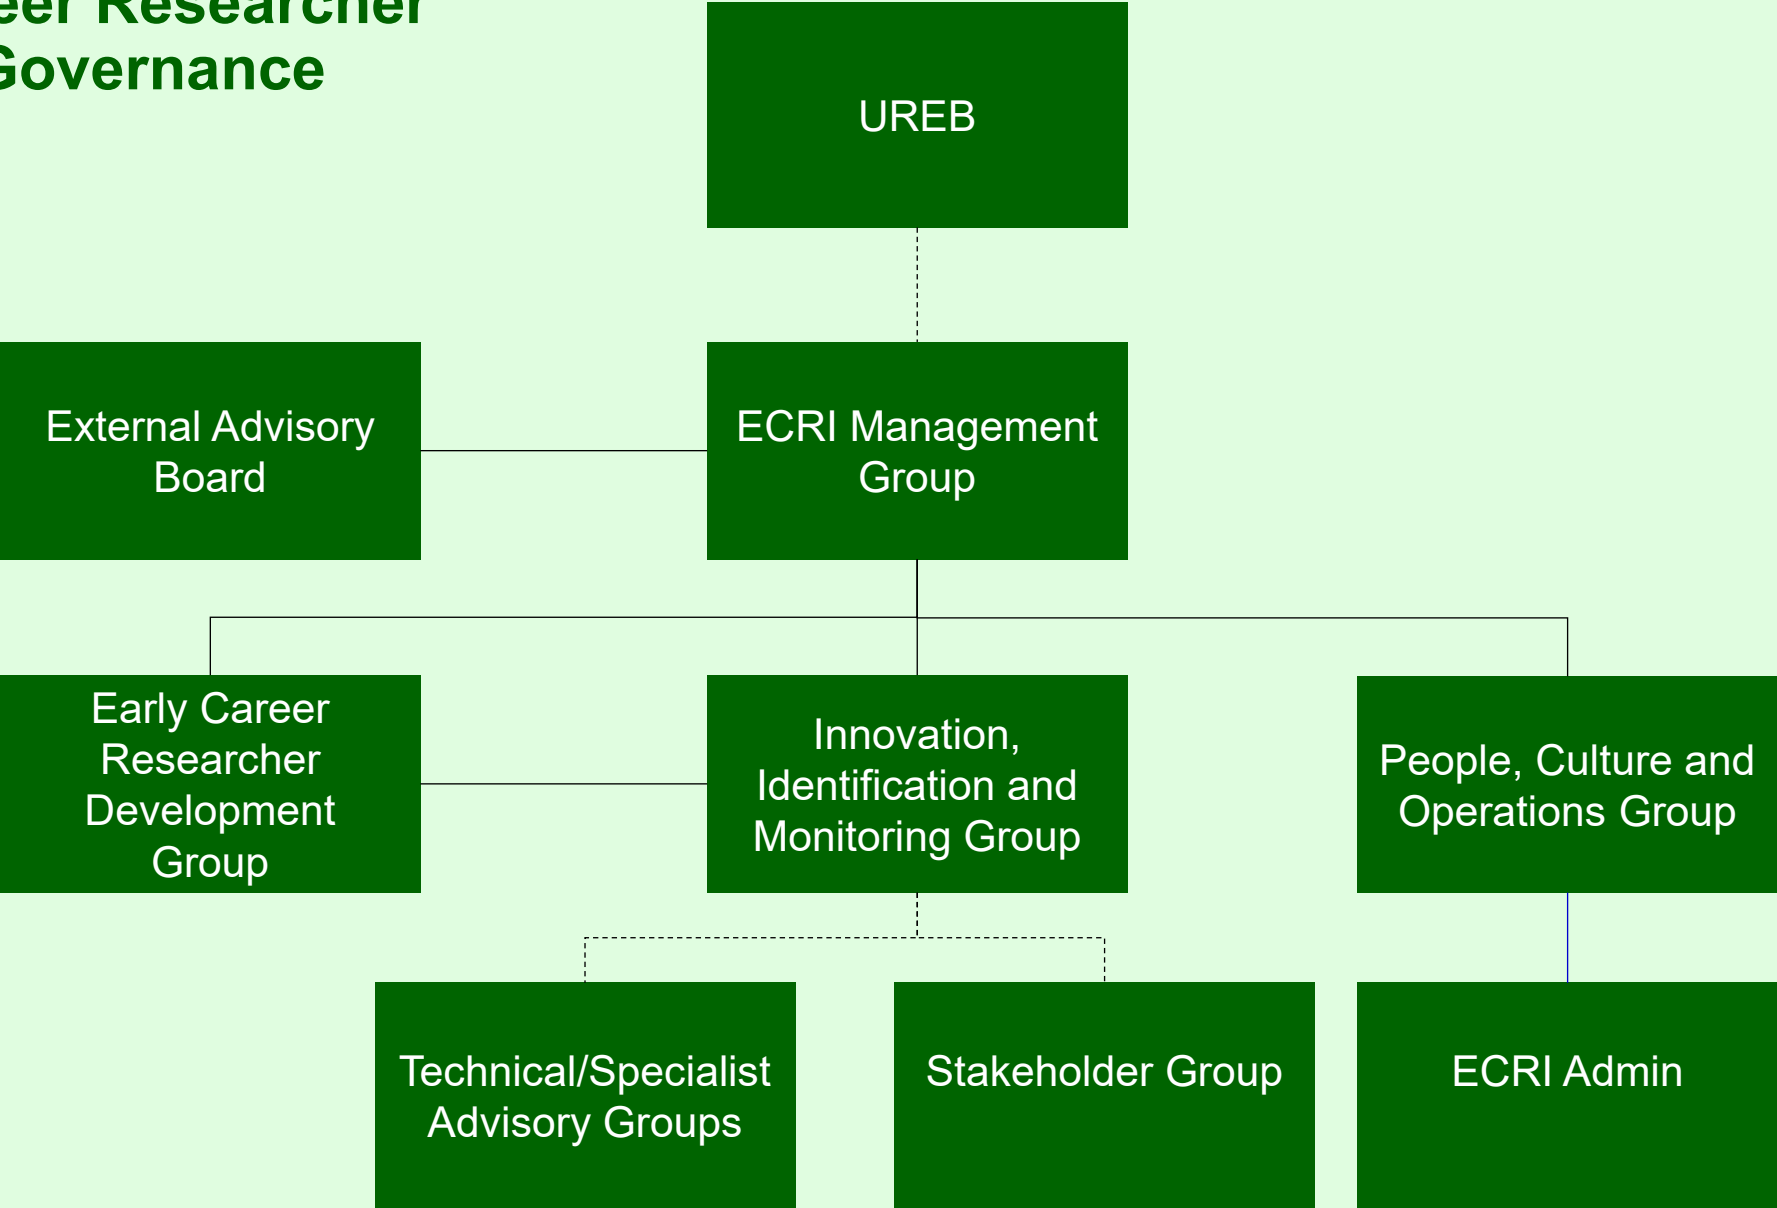 Researcher
Governance
UREB
External Advisory
Board
ECRI Management
Group
Early Career
Researcher
Development
Group
Innovation,
Identification and
Monitoring Group
People, Culture and
Operations Group
Technical/Specialist
Advisory Groups
Stakeholder Group
ECRI Admin